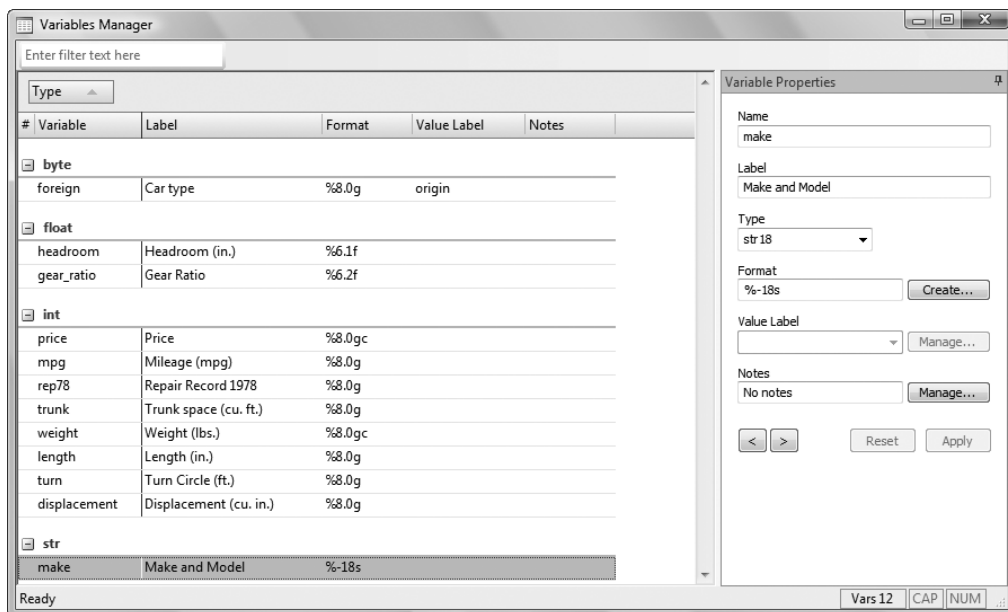 Variables Manager
Enter filter text here
Type
# Variable Label Format Value Label Notes
byte
foreign Car type %8.0g origin
float
headroom Headroom (in.) %6.1f
gear_ratio Gear Ratio %6.2f
int
price Price %8.0gc
mpg Mileage (mpg) %8.0g
rep78 Repair Record 1978 %8.0g
trunk Trunk space (cu. ft.) %8.0g
weight Weight (lbs.) %8.0gc
length Length (in.) %8.0g
turn Turn Circle (ft.) %8.0g
displacement Displacement (cu. in.) %8.0g
str
make Make and Model %-18s
Variable Properties
Name
make
Label
Make and Model
Type
str18
Format
%-18s Create...
Value Label
Manage...
Notes
No notes Manage...
< > Reset Apply
Ready Vars 12 CAP NUM